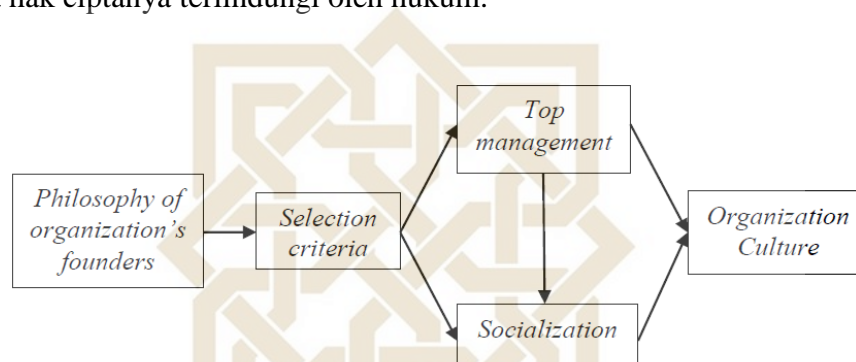 hak ciptanya terlindungi oleh hukum.
Top
management
Philosophy of
organization's
founders
Selection
criteria
Organization
Culture
Socialization